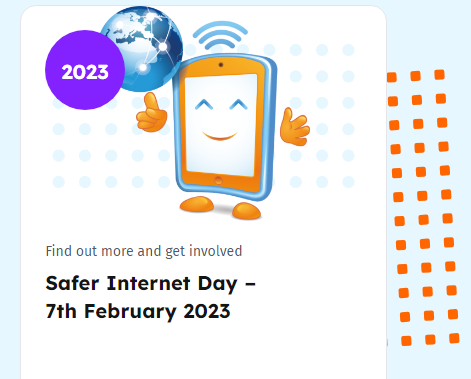 2023
Find out more and get involved
Safer Internet Day –
7th February 2023